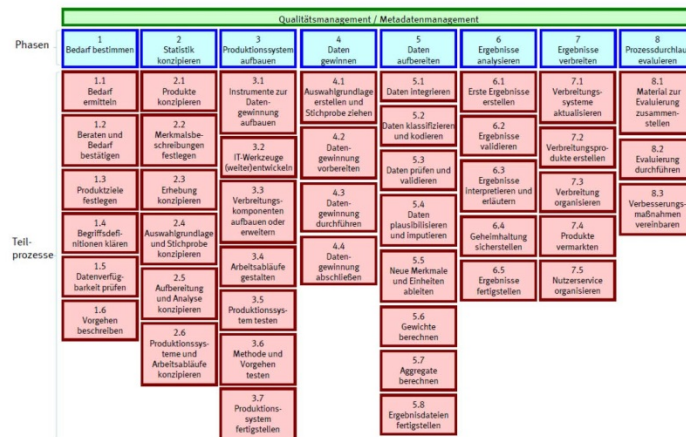 Qualitätsmanagement / Metadatenmanagement
Phasen
1
Bedarf bestimmen
2
Statistik
konzipieren
3
Produktionssystem
aufbauen
4
Daten
gewinnen
5
Daten
aufbereiten
6
Ergebnisse
analysieren
7
Ergebnisse
verbreiten
8
Prozessdurchlauf
evaluieren
Teil-
prozesse
1.1
Bedarf
ermitteln
1.2
Beraten und
Bedarf
bestätigen
1.3
Produktziele
festlegen
1.4
Begriffsdefi-
nitionen klären
1.5
Datenverfüg-
barkeit prüfen
1.6
Vorgehen
beschreiben
2.1
Produkte
konzipieren
2.2
Merkmalsbe-
schreibungen
festlegen
2.3
Erhebung
konzipieren
2.4
Auswahlgrundlage
und Stichprobe
konzipieren
2.5
Aufbereitung
und Analyse
konzipieren
2.6
Produktionssys-
teme und
Arbeitsabläufe
konzipieren
3.1
Instrumente zur
Daten-
gewinnung
aufbauen
3.2
IT-Werkzeuge
(weiter)entwickeln
3.3
Verbreitungs-
komponenten
aufbauen oder
erweitern
3.4
Arbeitsabläufe
gestalten
3.5
Produktions-
system testen
3.6
Methode und
Vorgehen
testen
3.7
Produktions-
system
fertigstellen
4.1
Auswahlgrundlage
erstellen und
Stichprobe ziehen
4.2
Daten-
gewinnung
vorbereiten
4.3
Daten-
gewinnung
durchführen
4.4
Daten-
gewinnung
abschließen
5.1
Daten integrieren
5.2
Daten klassifizieren
und kodieren
5.3
Daten prüfen und
validieren
5.4
Daten
plausibilisieren
und imputieren
5.5
Neue Merkmale
und Einheiten
ableiten
5.6
Gewichte
berechnen
5.7
Aggregate
berechnen
5.8
Ergebnisdateien
fertigstellen
6.1
Erste Ergebnisse
erstellen
6.2
Ergebnisse
validieren
6.3
Ergebnisse
interpretieren und
erläutern
6.4
Geheimhaltung
sicherstellen
6.5
Ergebnisse
fertigstellen
7.1
Verbreitungs-
systeme
aktualisieren
7.2
Verbreitungspro-
dukte erstellen
7.3
Verbreitung
organisieren
7.4
Produkte
vermarkten
7.5
Nutzerservice
organisieren
8.1
Material zur
Evaluierung
zusammen-
stellen
8.2
Evaluierung
durchführen
8.3
Verbesserungs-
maßnahmen
vereinbaren